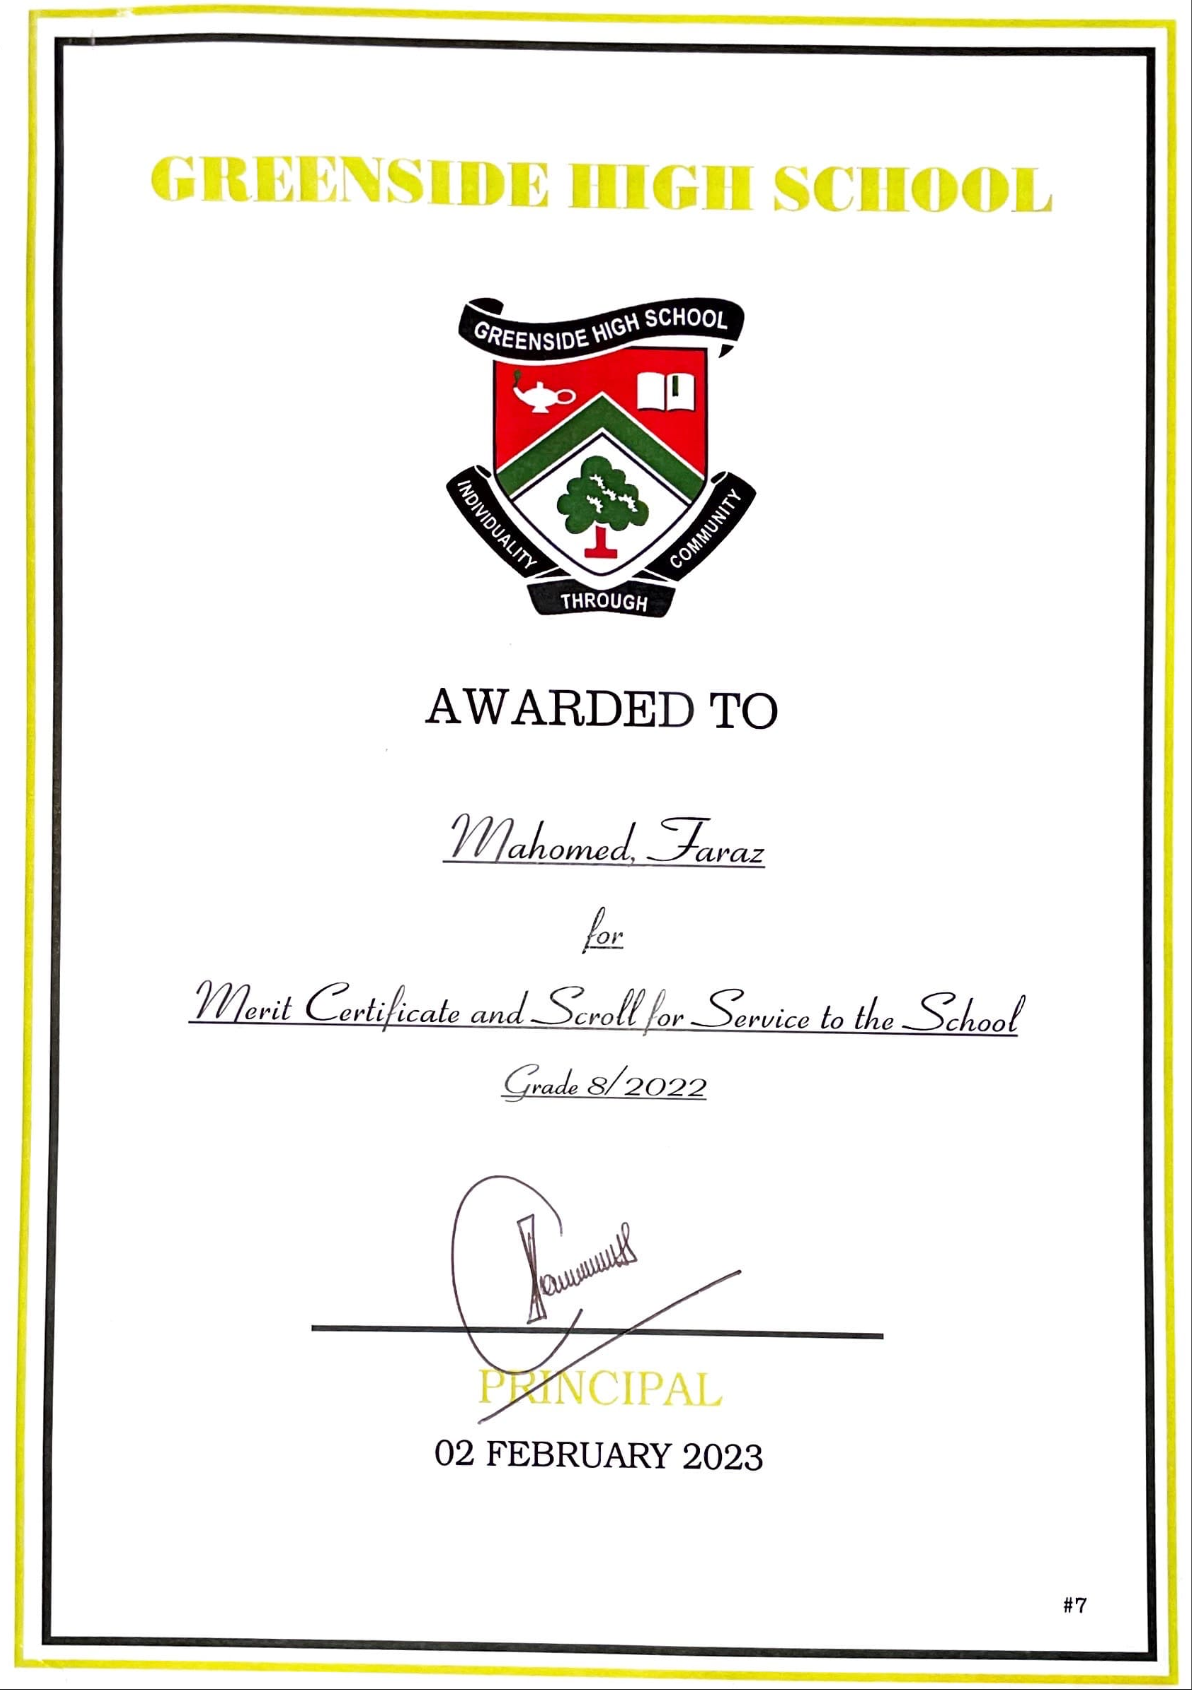 GREENSIDE HIGH SCHOOL
GREENSIDE HIGH SCHOOL
INDIVIDUALITY
THROUGH
COMMUNITY
AWARDED TO
Mahomed, Faraz
for
Merit Certificate and Scroll for Service to the School
Grade 8/2022
PRINCIPAL
02 FEBRUARY 2023
#7